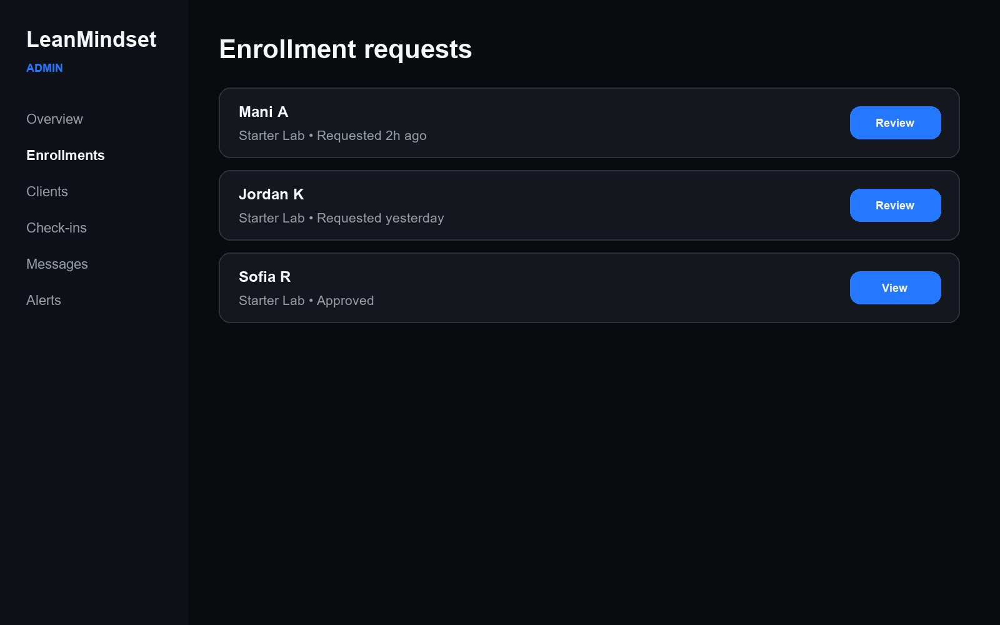 LeanMindset
ADMIN
Overview
Enrollments
Clients
Check-ins
Messages
Alerts
Enrollment requests
Mani A
Starter Lab • Requested 2h ago
Review
Jordan K
Starter Lab • Requested yesterday
Review
Sofia R
Starter Lab • Approved
View